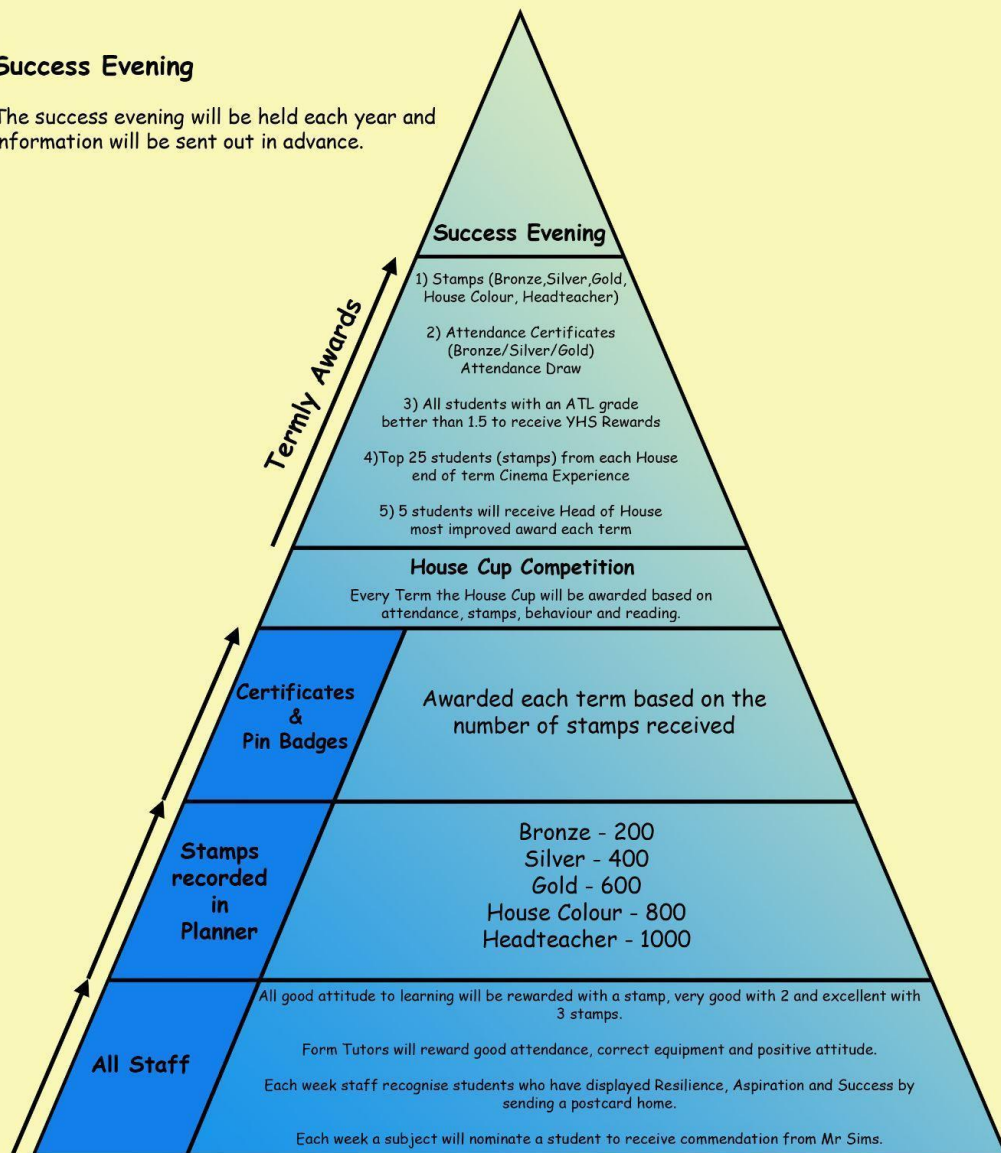 Success Evening
The success evening will be held each year and
information will be sent out in advance.
Success Evening
Termly Awards
1) Stamps (Bronze,Silver,Gold,
House Colour, Headteacher)
2) Attendance Certificates
(Bronze/Silver/Gold)
Attendance Draw
3) All students with an ATL grade
better than 1.5 to receive YHS Rewards
4)Top 25 students (stamps) from each House
end of term Cinema Experience
5) 5 students will receive Head of House
most improved award each term
House Cup Competition
Every Term the House Cup will be awarded based on
attendance, stamps, behaviour and reading.
Certificates
&
Pin Badges
Awarded each term based on the
number of stamps received
Stamps
recorded
in
Planner
Bronze - 200
Silver - 400
Gold - 600
House Colour - 800
Headteacher - 1000
All Staff
All good attitude to learning will be rewarded with a stamp, very good with 2 and excellent with
3 stamps.
Form Tutors will reward good attendance, correct equipment and positive attitude.
Each week staff recognise students who have displayed Resilience, Aspiration and Success by
sending a postcard home.
Each week a subject will nominate a student to receive commendation from Mr Sims.